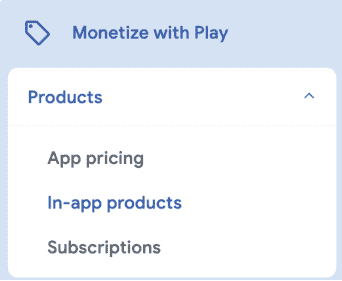 Monetize with Play
Products
App pricing
In-app products
Subscriptions